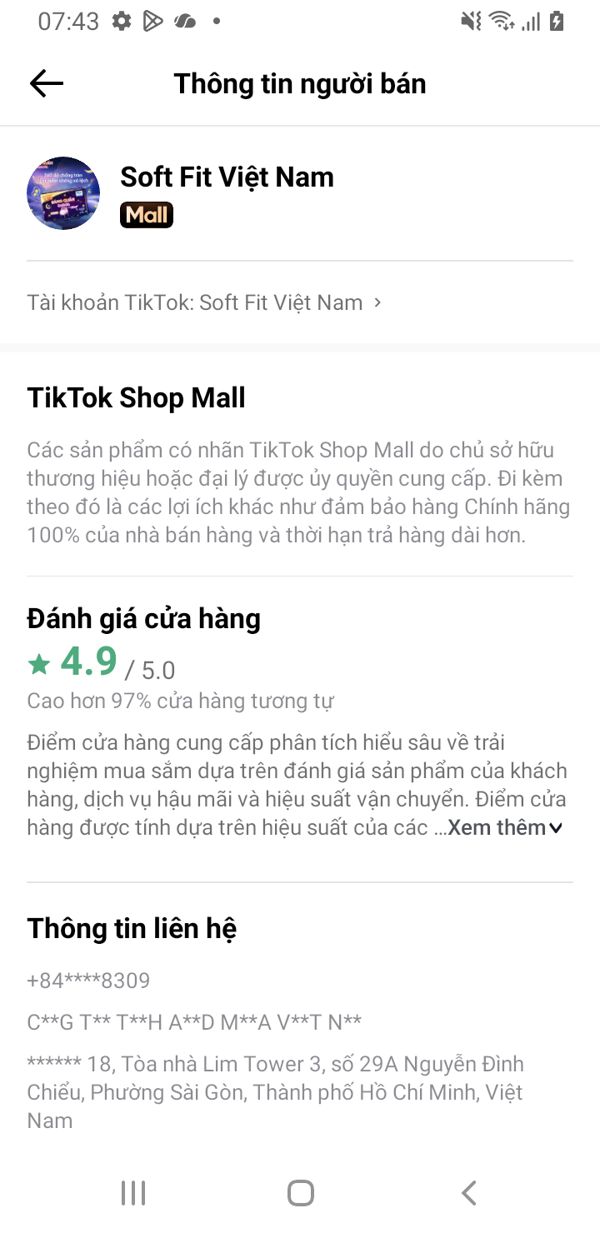 07:43
Thông tin người bán
Soft Fit Việt Nam
Mall
Tài khoản TikTok: Soft Fit Việt Nam
TikTok Shop Mall
Các sản phẩm có nhãn TikTok Shop Mall do chủ sở hữu
thương hiệu hoặc đại lý được ủy quyền cung cấp. Đi kèm
theo đó là các lợi ích khác như đảm bảo hàng Chính hãng
100% của nhà bán hàng và thời hạn trả hàng dài hơn.
Đánh giá cửa hàng
4.9 / 5.0
Cao hơn 97% cửa hàng tương tự
Điểm cửa hàng cung cấp phân tích hiểu sâu về trải
nghiệm mua sắm dựa trên đánh giá sản phẩm của khách
hàng, dịch vụ hậu mãi và hiệu suất vận chuyển. Điểm cửa
hàng được tính dựa trên hiệu suất của các ...Xem thêm
Thông tin liên hệ
+84****8309
C**G T** T**H A**D M**A V**T N**
****** 18, Tòa nhà Lim Tower 3, số 29A Nguyễn Đình
Chiểu, Phường Sài Gòn, Thành phố Hồ Chí Minh, Việt
Nam